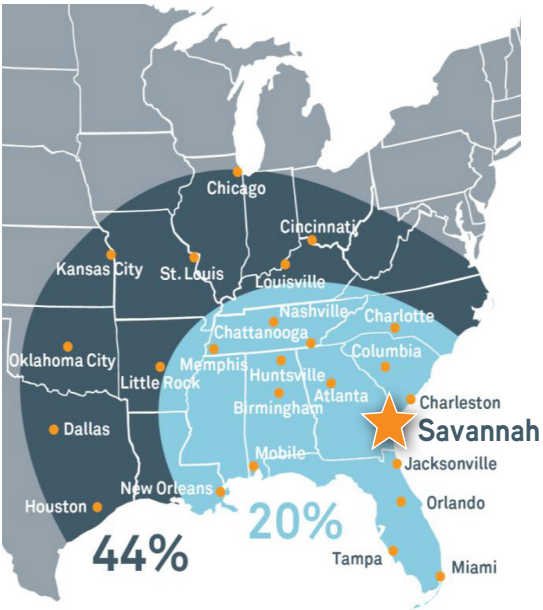 Chicago
Cincinnati
Kansas City
St. Louis
Louisville
Nashville
Charlotte
Chattanooga
Oklahoma City
Memphis
Columbia
Little Rock
Huntsville
Atlanta
Birmingham
Charleston
Savannah
Dallas
Mobile
Jacksonville
New Orleans
Houston
Orlando
20%
44%
Tampa
Miami